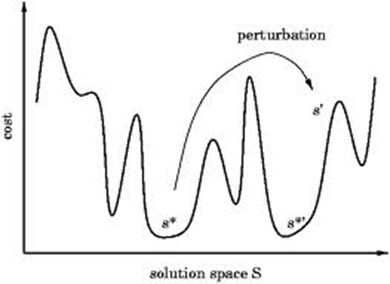 perturbation
s'
cost
s*
s*'
solution space S